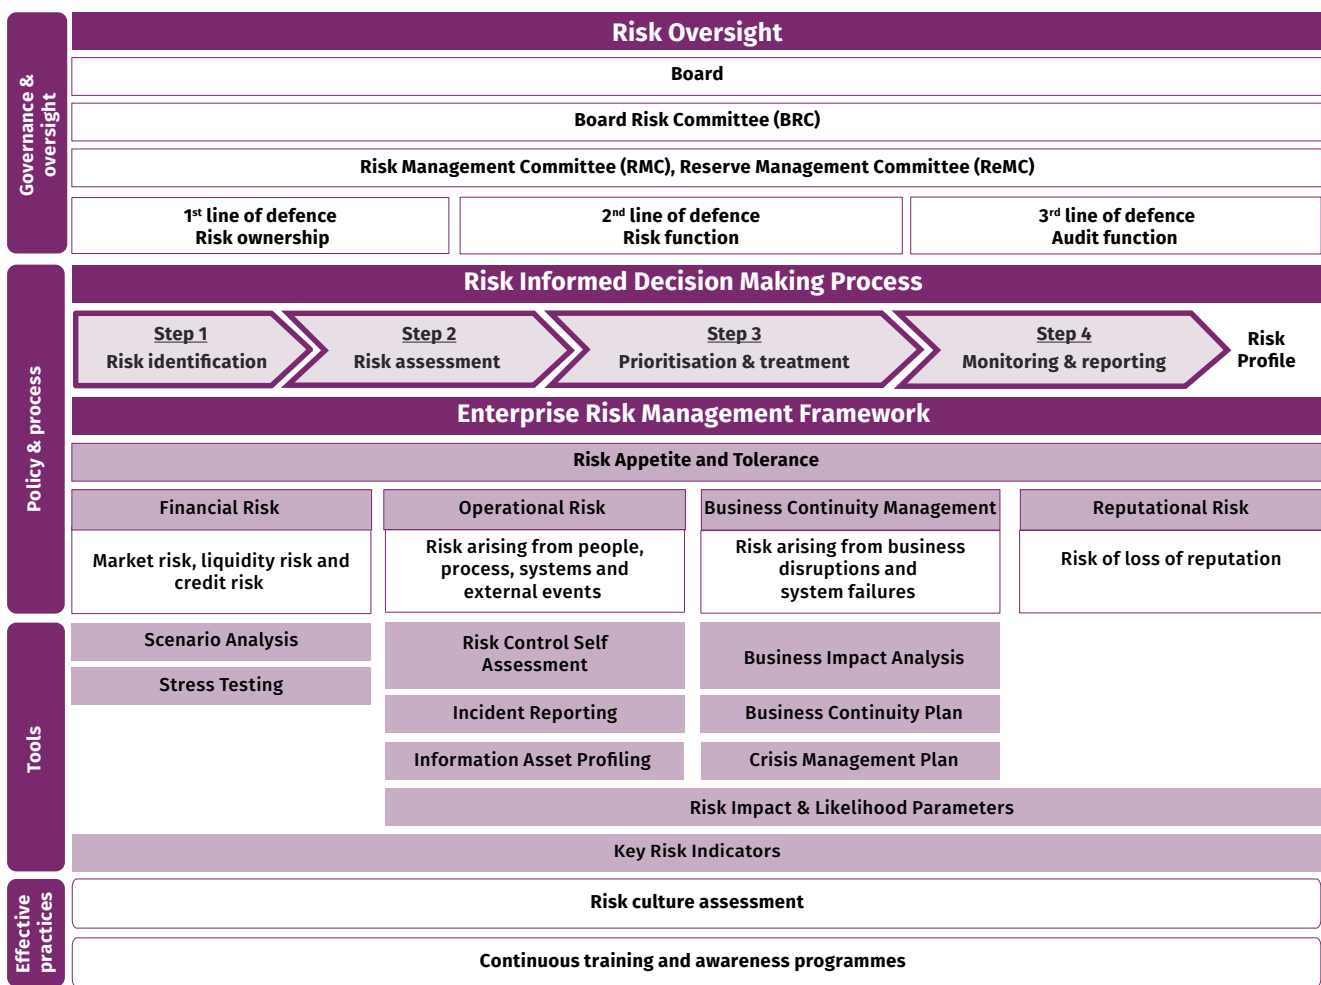 Governance &
oversight
Risk Oversight
Board
Board Risk Committee (BRC)
Risk Management Committee (RMC), Reserve Management Committee (ReMC)
1st line of defence
Risk ownership
2nd line of defence
Risk function
3rd line of defence
Audit function
Policy & process
Risk Informed Decision Making Process
Step 1
Risk identification
Step 2
Risk assessment
Step 3
Prioritisation & treatment
Step 4
Monitoring & reporting
Risk
Profile
Enterprise Risk Management Framework
Risk Appetite and Tolerance
Financial Risk
Market risk, liquidity risk and
credit risk
Operational Risk
Risk arising from people,
process, systems and
external events
Business Continuity Management
Risk arising from business
disruptions and
system failures
Reputational Risk
Risk of loss of reputation
Tools
Scenario Analysis
Stress Testing
Risk Control Self
Assessment
Incident Reporting
Information Asset Profiling
Business Impact Analysis
Business Continuity Plan
Crisis Management Plan
Risk Impact & Likelihood Parameters
Key Risk Indicators
Effective
practices
Risk culture assessment
Continuous training and awareness programmes